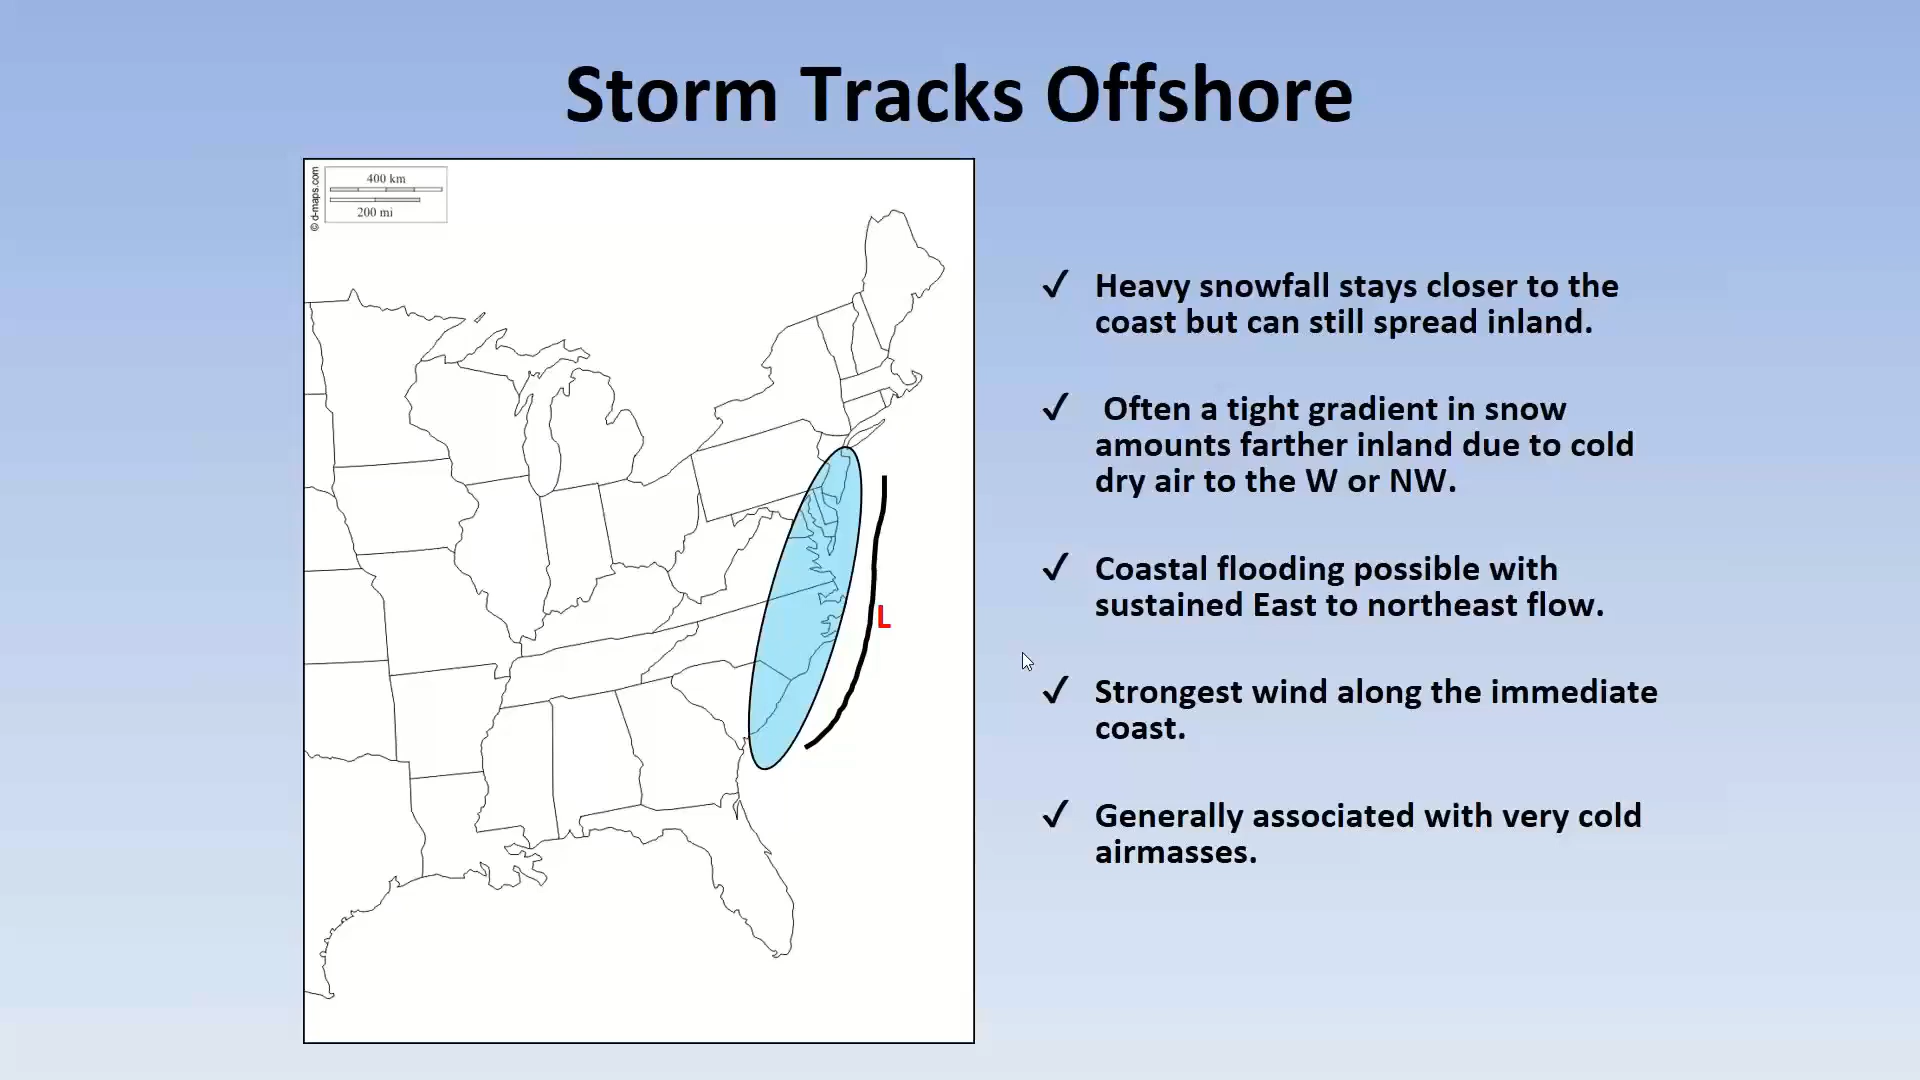 Storm Tracks Offshore
© d-maps.com
400 km
200 mi
L
✓ Heavy snowfall stays closer to the
coast but can still spread inland.
✓ Often a tight gradient in snow
amounts farther inland due to cold
dry air to the W or NW.
✓ Coastal flooding possible with
sustained East to northeast flow.
✓ Strongest wind along the immediate
coast.
✓ Generally associated with very cold
airmasses.